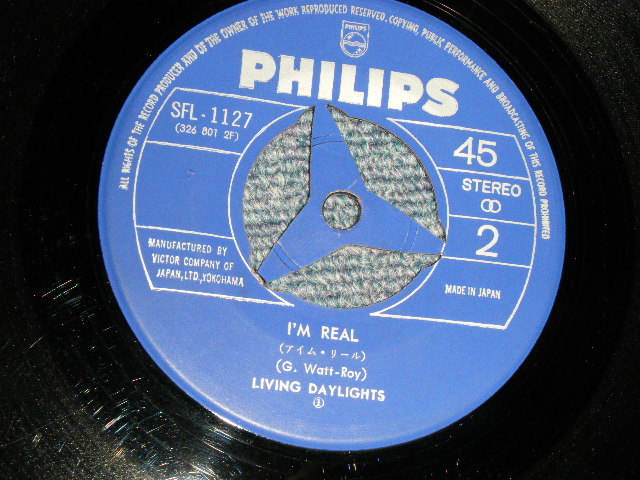 ALL RIGHTS OF THE RECORD PRODUCER AND OF THE OWNER OF THE WORK REPRODUCED RESERVED. COPYING, PUBLIC PERFORMANCE AND BROADCASTING OF THIS RECORD PROHIBITED
PHILIPS
PHILIPS
SFL-1127
(326 801 2F)
45
STEREO
2
MANUFACTURED BY
VICTOR COMPANY OF
JAPAN, LTD., YOKOHAMA
MADE IN JAPAN
I'M REAL
(アイム・リール)
(G. Watt-Roy)
LIVING DAYLIGHTS
①